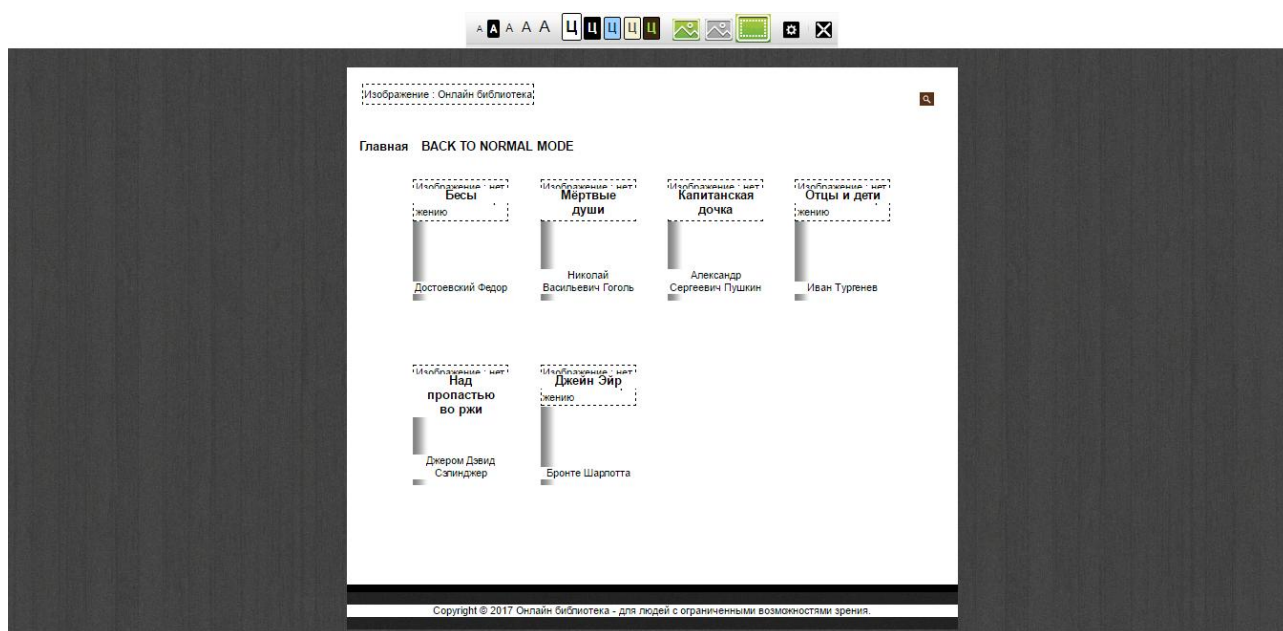 А А А А А Ц Ц Ц Ц Ц
Изображение : Онлайн библиотека
Главная BACK TO NORMAL MODE
Изображение : нет Изображение : нет Изображение : нет Изображение : нет
Бесы Мёртвые Капитанская Отцы и дети
души дочка
жению жению
Николай Александр
Достоевский Федор Васильевич Гоголь Сергеевич Пушкин Иван Тургенев
Изображение : нет Изображение : нет
Над Джейн Эйр
пропастью жению
во ржи
Джером Дэвид
Сэлинджер Бронте Шарлотта
Copyright © 2017 Онлайн библиотека - для людей с ограниченными возможностями зрения.